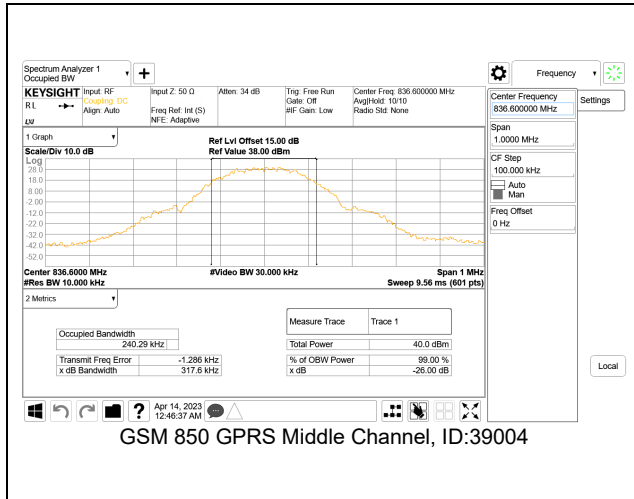 Spectrum Analyzer 1
Occupied BW
Frequency
KEYSIGHT
R L
Input: RF
Coupling: DC
Align: Auto
Input Z: 50 Ω
Freq Ref: Int (S)
NFE: Adaptive
Atten: 34 dB
Trig: Free Run
Gate: Off
#IF Gain: Low
Center Freq: 836.600000 MHz
Avg|Hold: 10/10
Radio Std: None
Center Frequency
836.600000 MHz
Settings
Span
1.0000 MHz
CF Step
100.000 kHz
Auto
Man
Freq Offset
0 Hz
1 Graph
Scale/Div 10.0 dB
Ref Lvl Offset 15.00 dB
Ref Value 38.00 dBm
Log
28.0
18.0
8.00
-2.00
-12.0
-22.0
-32.0
-42.0
-52.0
Center 836.6000 MHz
#Video BW 30.000 kHz
Span 1 MHz
#Res BW 10.000 kHz
Sweep 9.56 ms (601 pts)
2 Metrics
Measure Trace
Trace 1
Occupied Bandwidth
240.29 kHz
Total Power
40.0 dBm
Transmit Freq Error
-1.286 kHz
% of OBW Power
99.00 %
x dB Bandwidth
317.6 kHz
x dB
-26.00 dB
Local
Apr 14, 2023
12:46:37 AM
GSM 850 GPRS Middle Channel, ID:39004